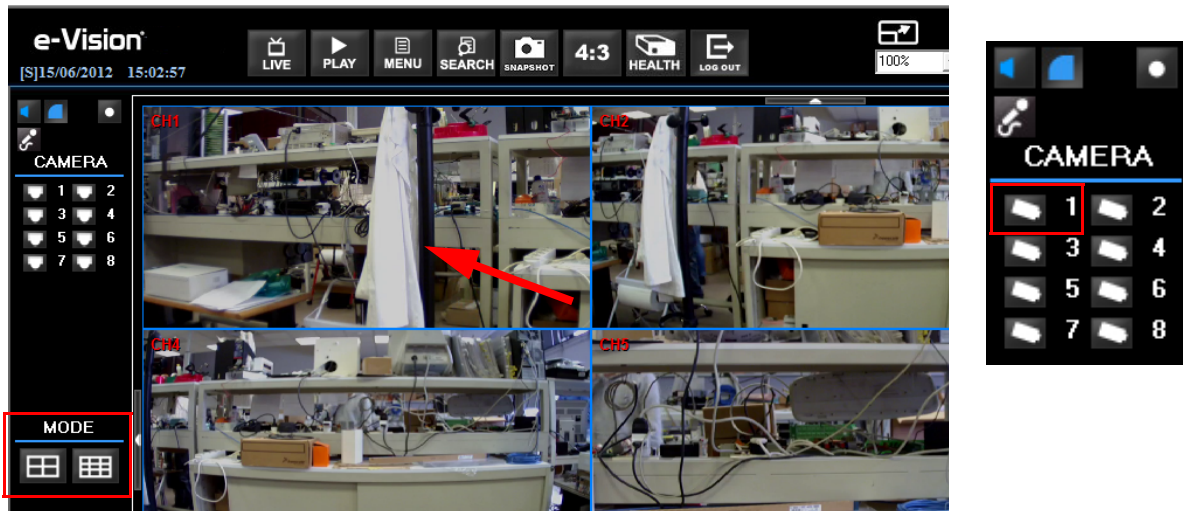 e-Vision
[S]15/06/2012 15:02:57
LIVE PLAY MENU SEARCH SNAPSHOT 4:3 HEALTH LOG OUT
100%
CAMERA
1 2
3 4
5 6
7 8
MODE
CH1 CH2
CH4 CH5
CAMERA
1 2
3 4
5 6
7 8